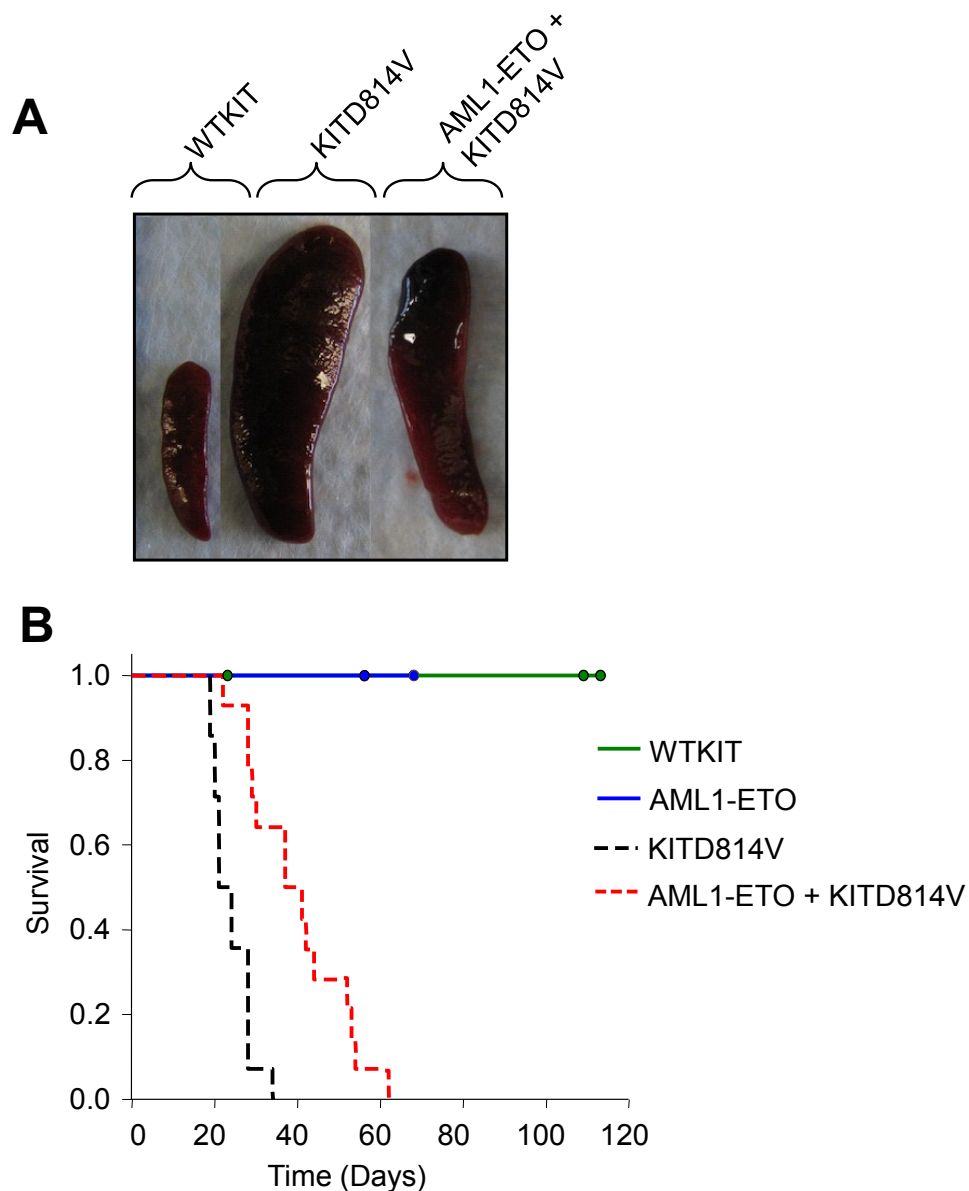 A
WTKIT
KITD814V
AML1-ETO +
KITD814V
B
1.0
0.8
0.6
0.4
0.2
0.0
Survival
0 20 40 60 80 100 120
Time (Days)
WTKIT
AML1-ETO
KITD814V
AML1-ETO + KITD814V